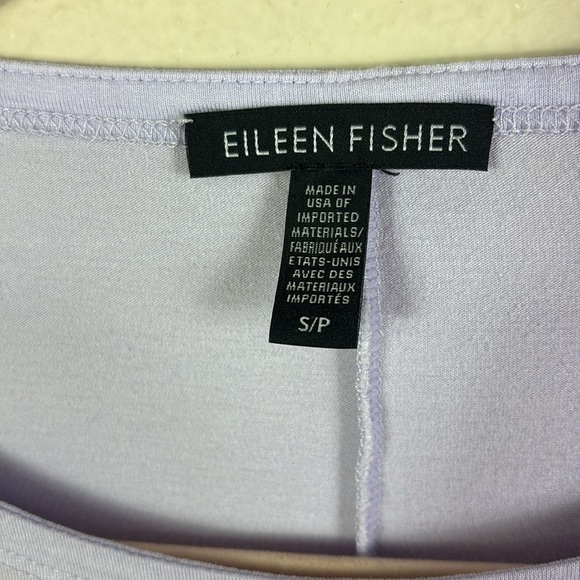 EILEEN FISHER
MADE IN
USA OF
IMPORTED
MATERIALS/
FABRIQUÉ AUX
ETATS-UNIS
AVEC DES
MATERIAUX
IMPORTÉS
S/P